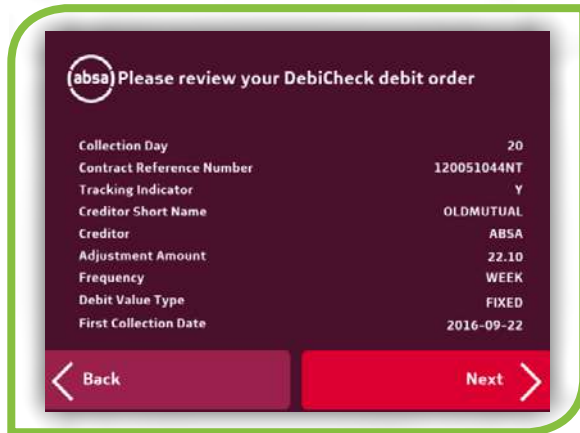 absa Please review your DebiCheck debit order
Collection Day 20
Contract Reference Number 120051044NT
Tracking Indicator Y
Creditor Short Name OLDMUTUAL
Creditor ABSA
Adjustment Amount 22.10
Frequency WEEK
Debit Value Type FIXED
First Collection Date 2016-09-22
Back Next